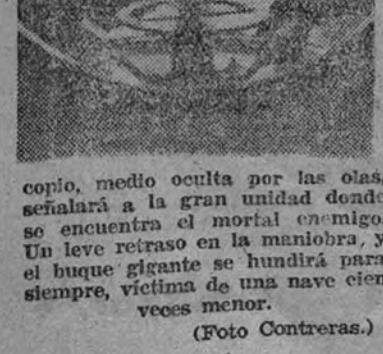 copio, medio oculta por las olas,
señalará a la gran unidad donde
se encuentra el mortal enemigo.
Un leve retraso en la maniobra, y
el buque gigante se hundirá para
siempre, víctima de una nave cien
veces menor.
(Foto Contreras.)